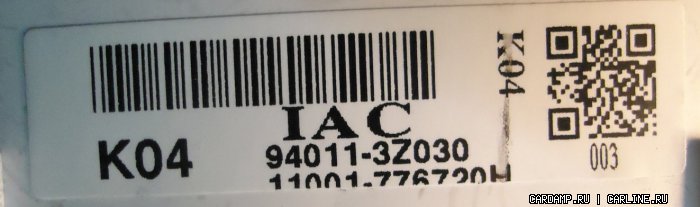 IAC
K04
94011-3Z030
11001-776720H
K04
003
CARDAMP.RU | CARLINE.RU